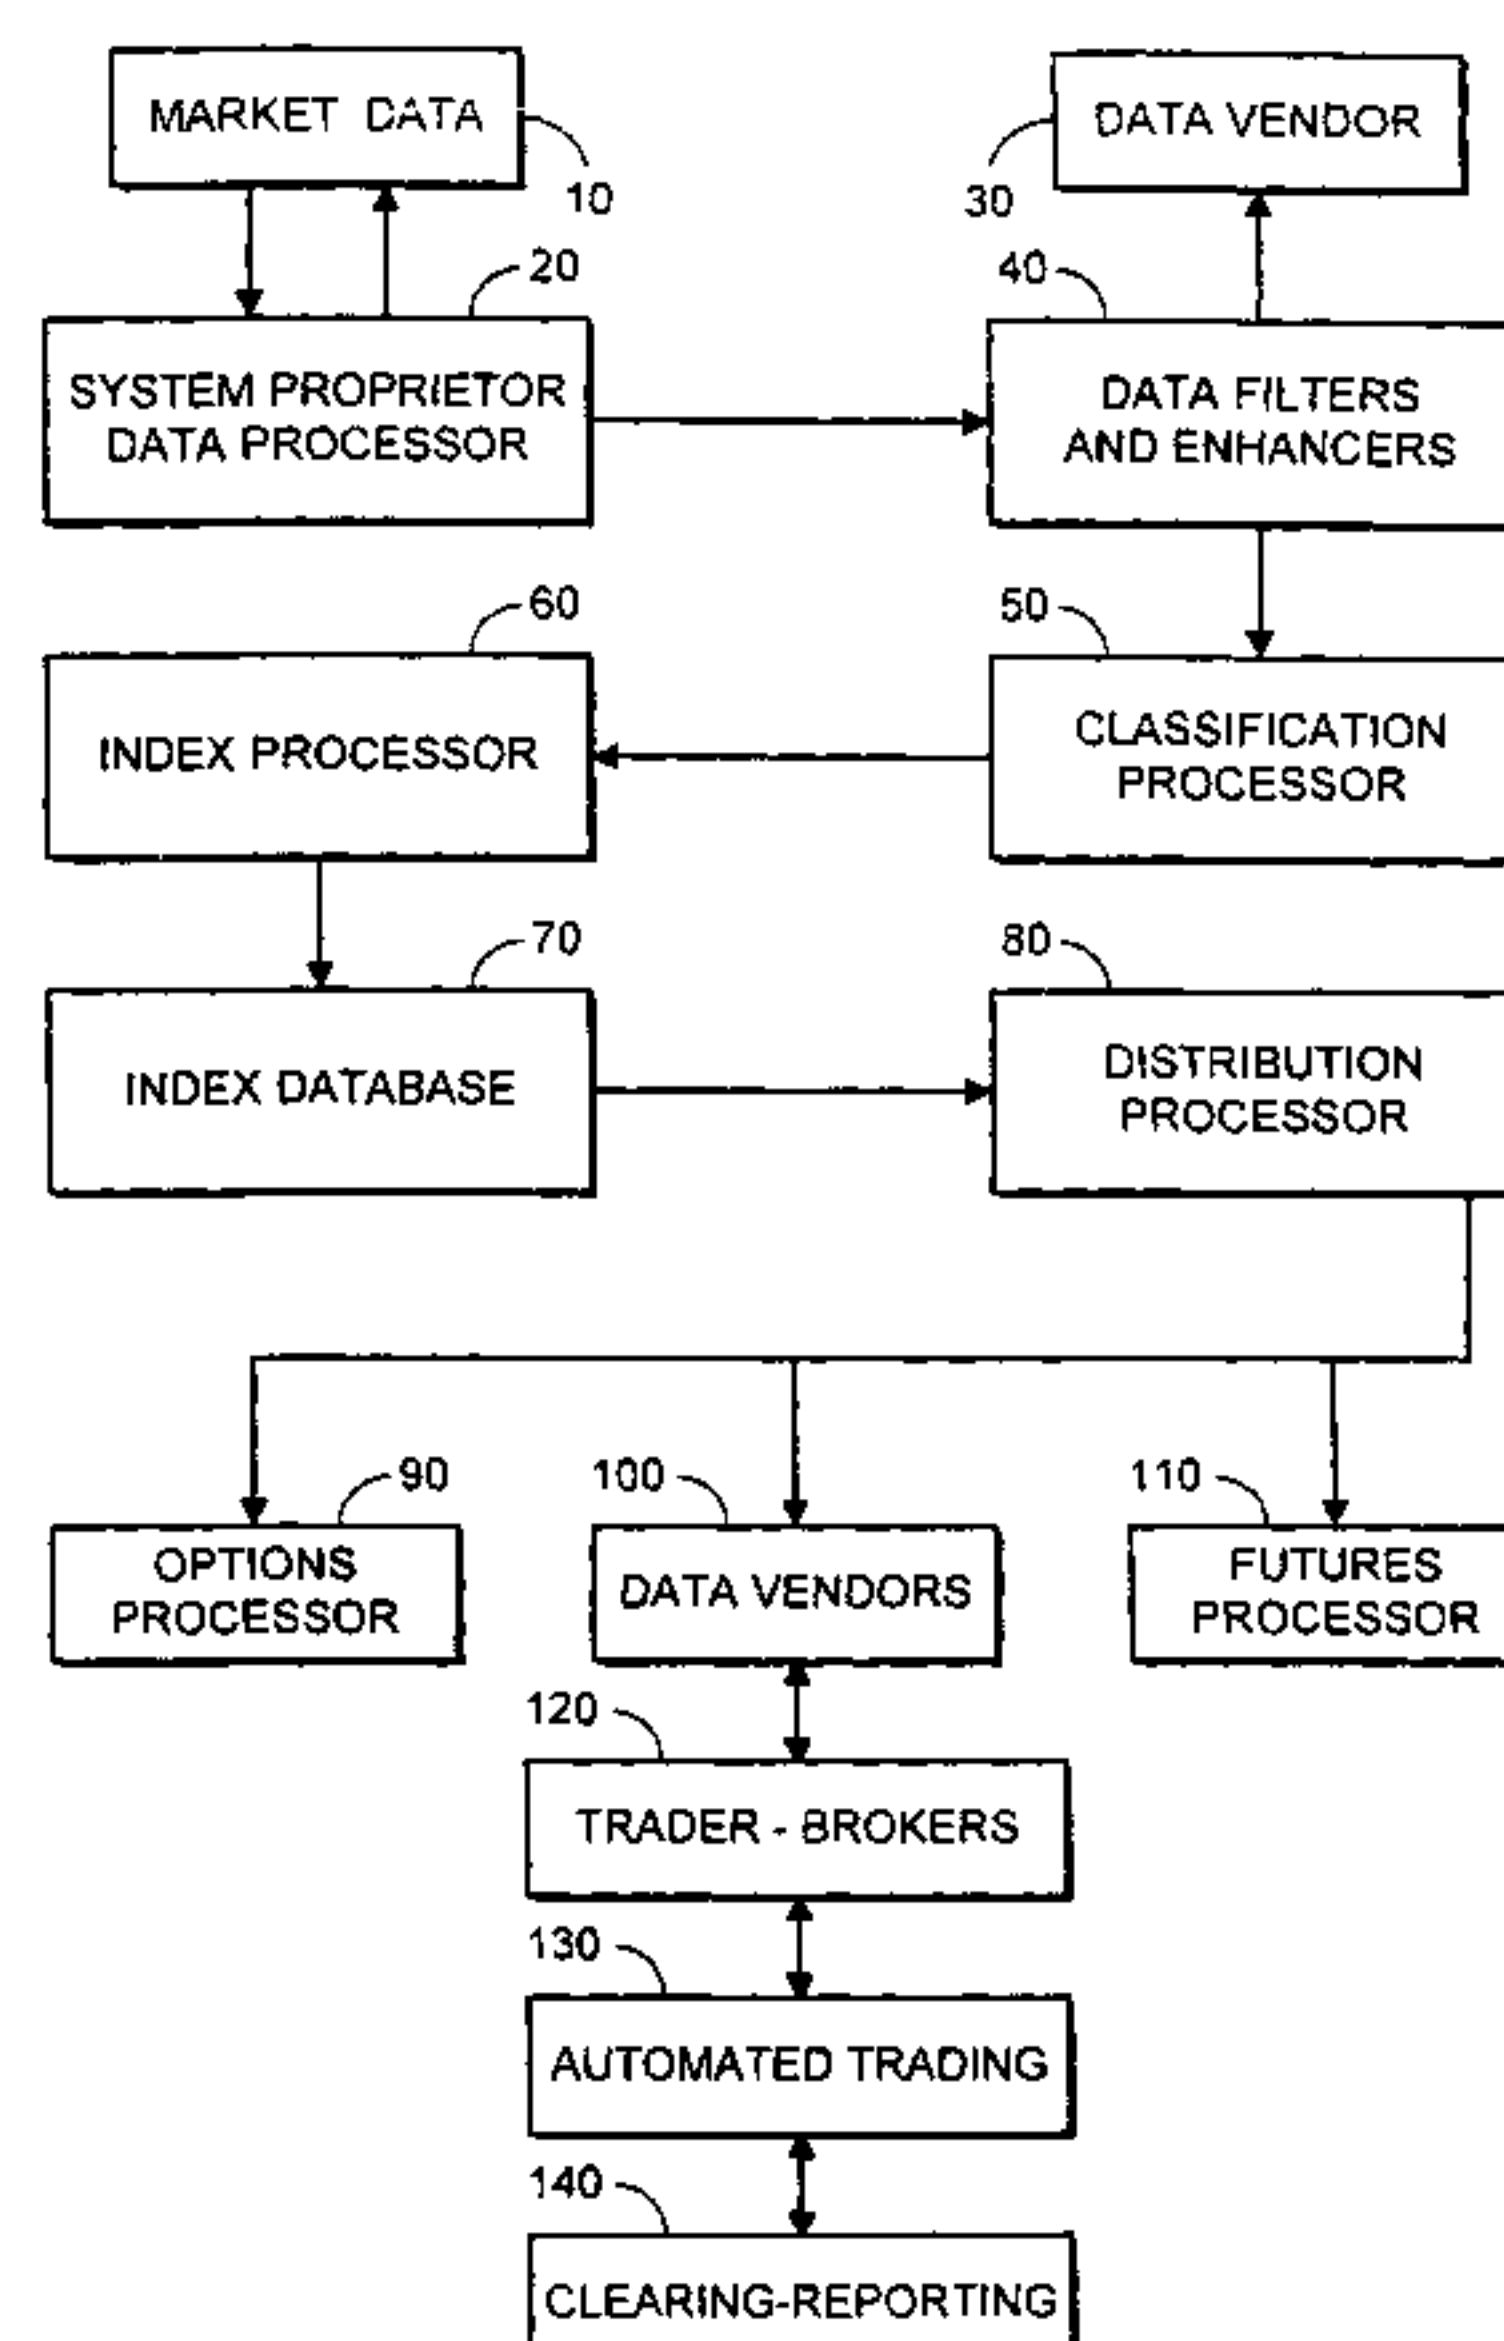 MARKET DATA
10
DATA VENDOR
30
20
SYSTEM PROPRIETOR
DATA PROCESSOR
40
DATA FILTERS
AND ENHANCERS
60
INDEX PROCESSOR
50
CLASSIFICATION
PROCESSOR
70
INDEX DATABASE
80
DISTRIBUTION
PROCESSOR
90
OPTIONS
PROCESSOR
100
DATA VENDORS
110
FUTURES
PROCESSOR
120
TRADER - BROKERS
130
AUTOMATED TRADING
140
CLEARING-REPORTING